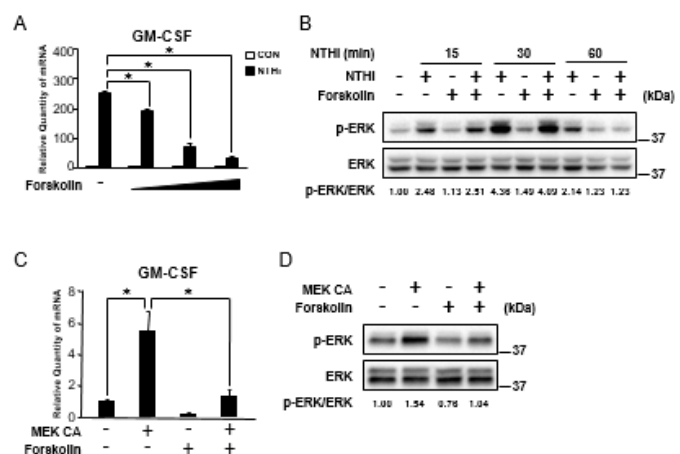 A
GM-CSF
Relative Quantity of mRNA
400
300
200
100
0
* * *
CON
NTHi
Forskolin -
B
NTHI (min) 15 30 60
NTHI - + - + + - + + - +
Forskolin - - + + - + + - + + (kDa)
p-ERK 37
ERK 37
p-ERK/ERK 1.00 2.48 1.13 2.51 4.36 1.49 4.09 2.14 1.23 1.23
C
GM-CSF
Relative Quantity of mRNA
8
6
4
2
0
* *
MEK CA - + - +
Forskolin - - + +
D
MEK CA - + - +
Forskolin - - + + (kDa)
p-ERK 37
ERK 37
p-ERK/ERK 1.00 1.54 0.76 1.04